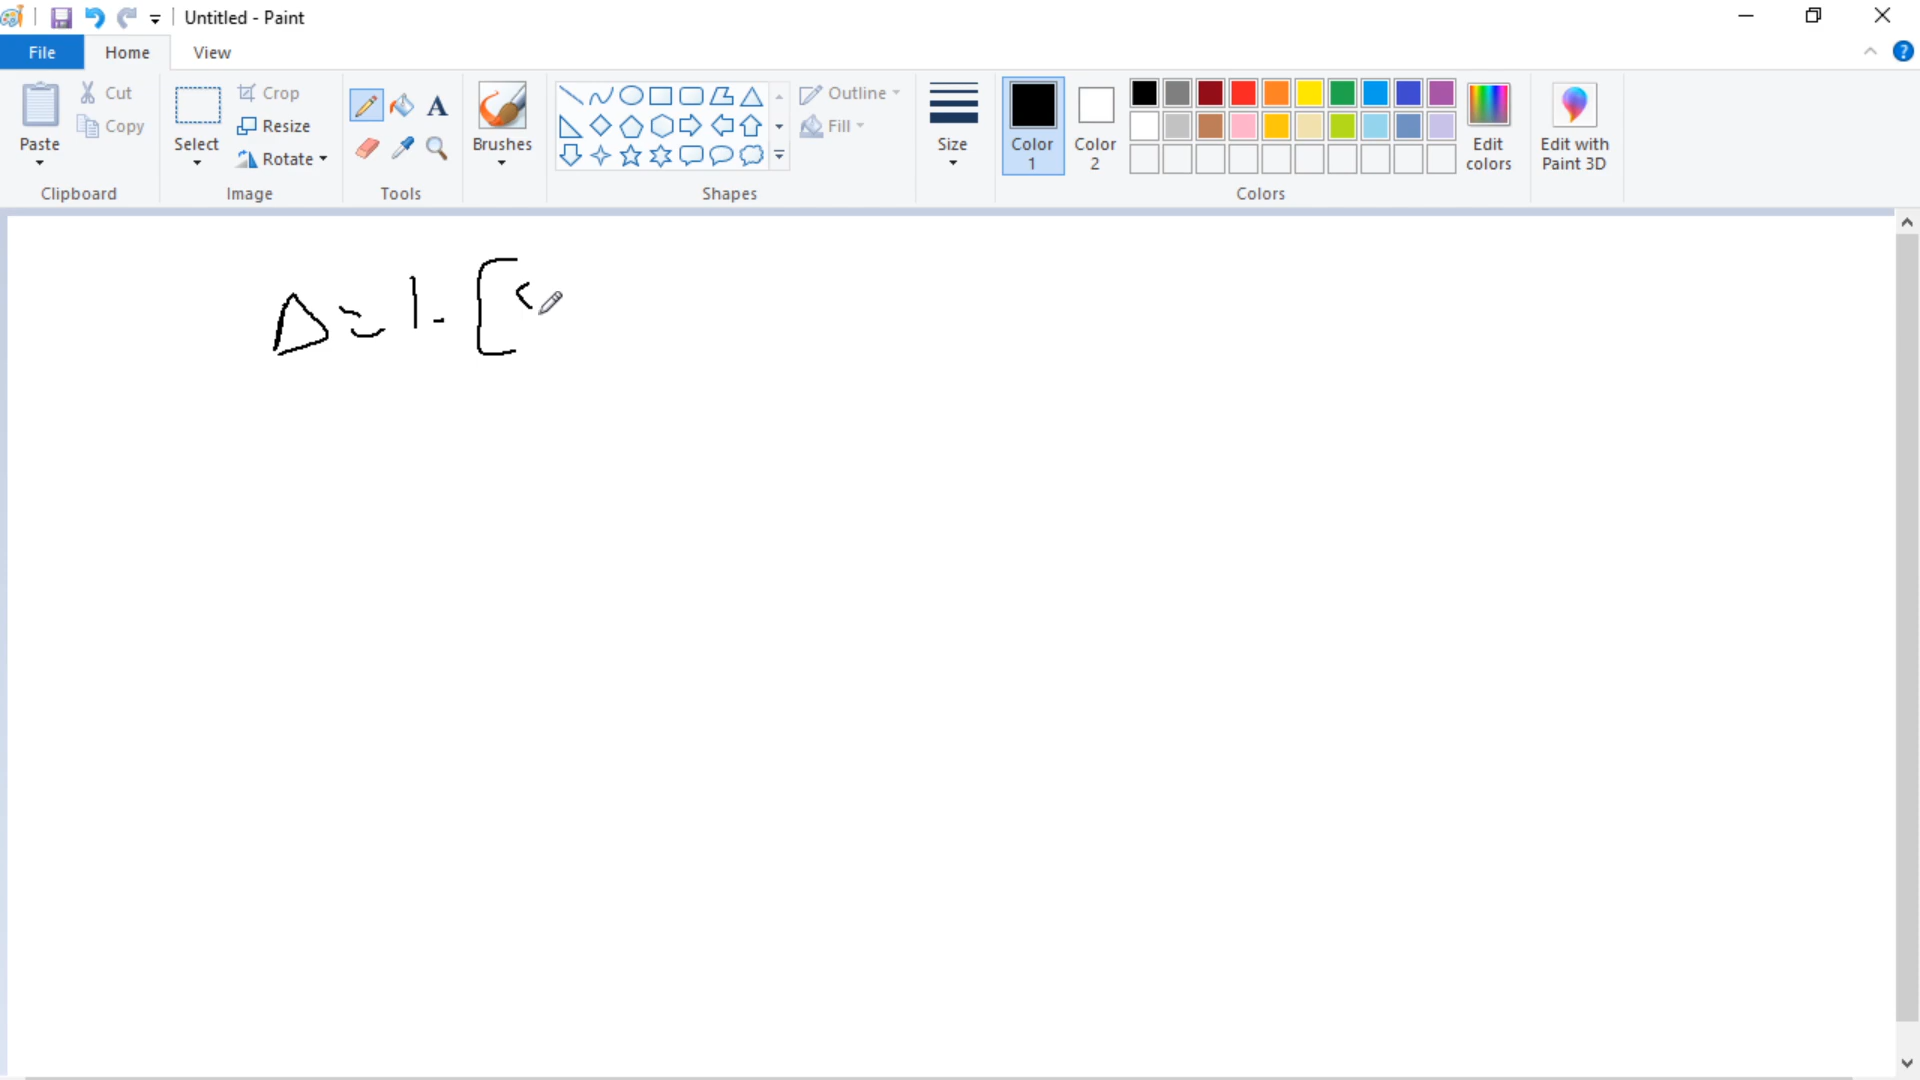 Untitled - Paint
File Home View
Paste
Cut
Copy
Clipboard
Select
Crop
Resize
Rotate
Image
A
Tools
Brushes
Outline
Fill
Shapes
Size
Color 1
Color 2
Colors
Edit colors
Edit with Paint 3D
Δ = 1 - [